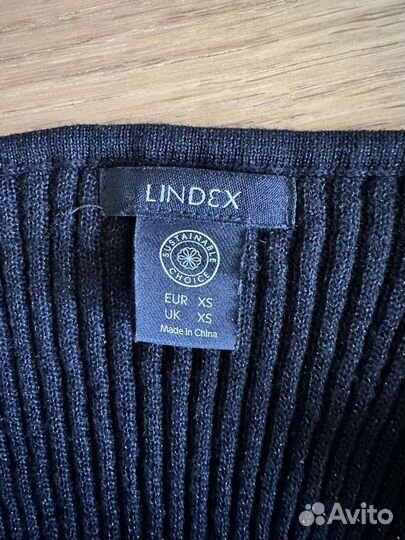 LINDEX
SUSTAINABLE
CHOICE
EUR XS
UK XS
Made in China
Avito